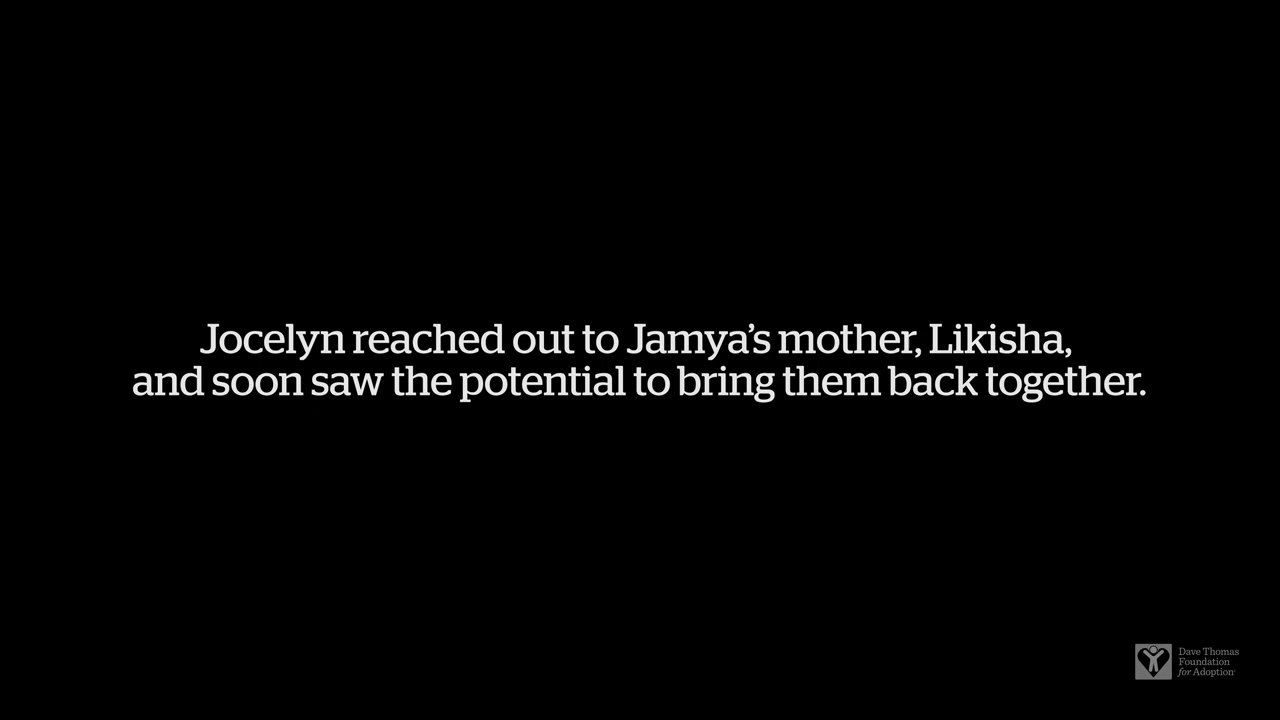 Jocelyn reached out to Jamya’s mother, Likisha,
and soon saw the potential to bring them back together.
Dave Thomas
Foundation
for Adoption